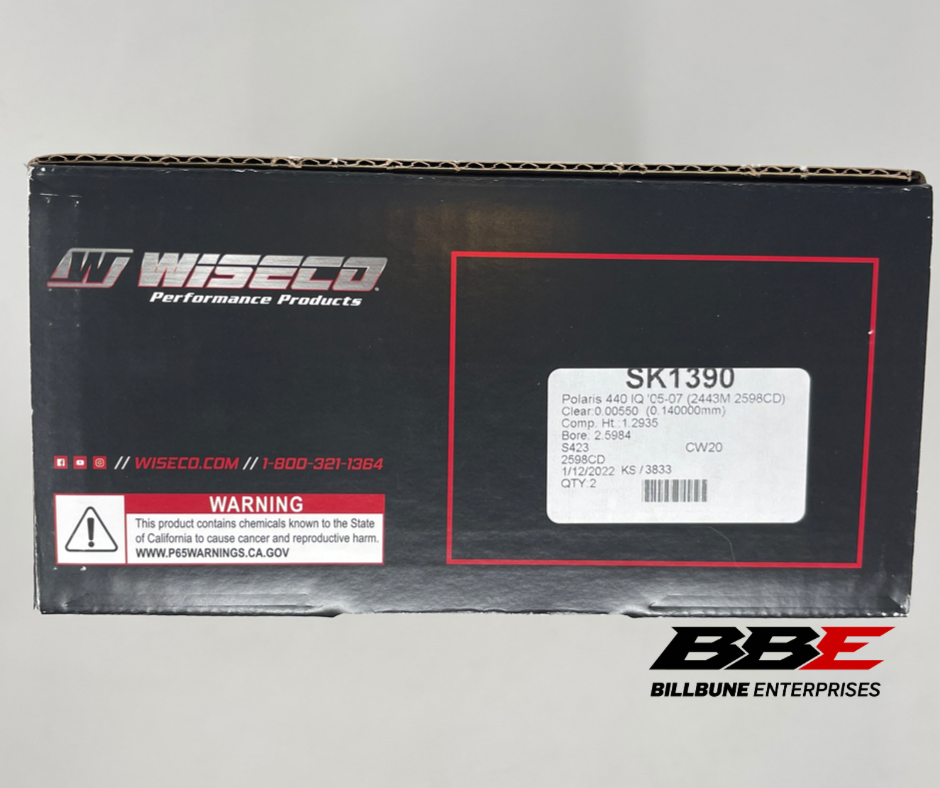 W WISECO
Performance Products
// WISECO.COM // 1-800-321-1364
WARNING
This product contains chemicals known to the State
of California to cause cancer and reproductive harm.
WWW.P65WARNINGS.CA.GOV
SK1390
Polaris 440 IQ '05-07 (2443M 2598CD)
Clear:0.00550 (0.140000mm)
Comp. Ht.:1.2935
Bore: 2.5984
S423 CW20
2598CD
1/12/2022 KS / 3833
QTY:2
BBE
BILLBUNE ENTERPRISES